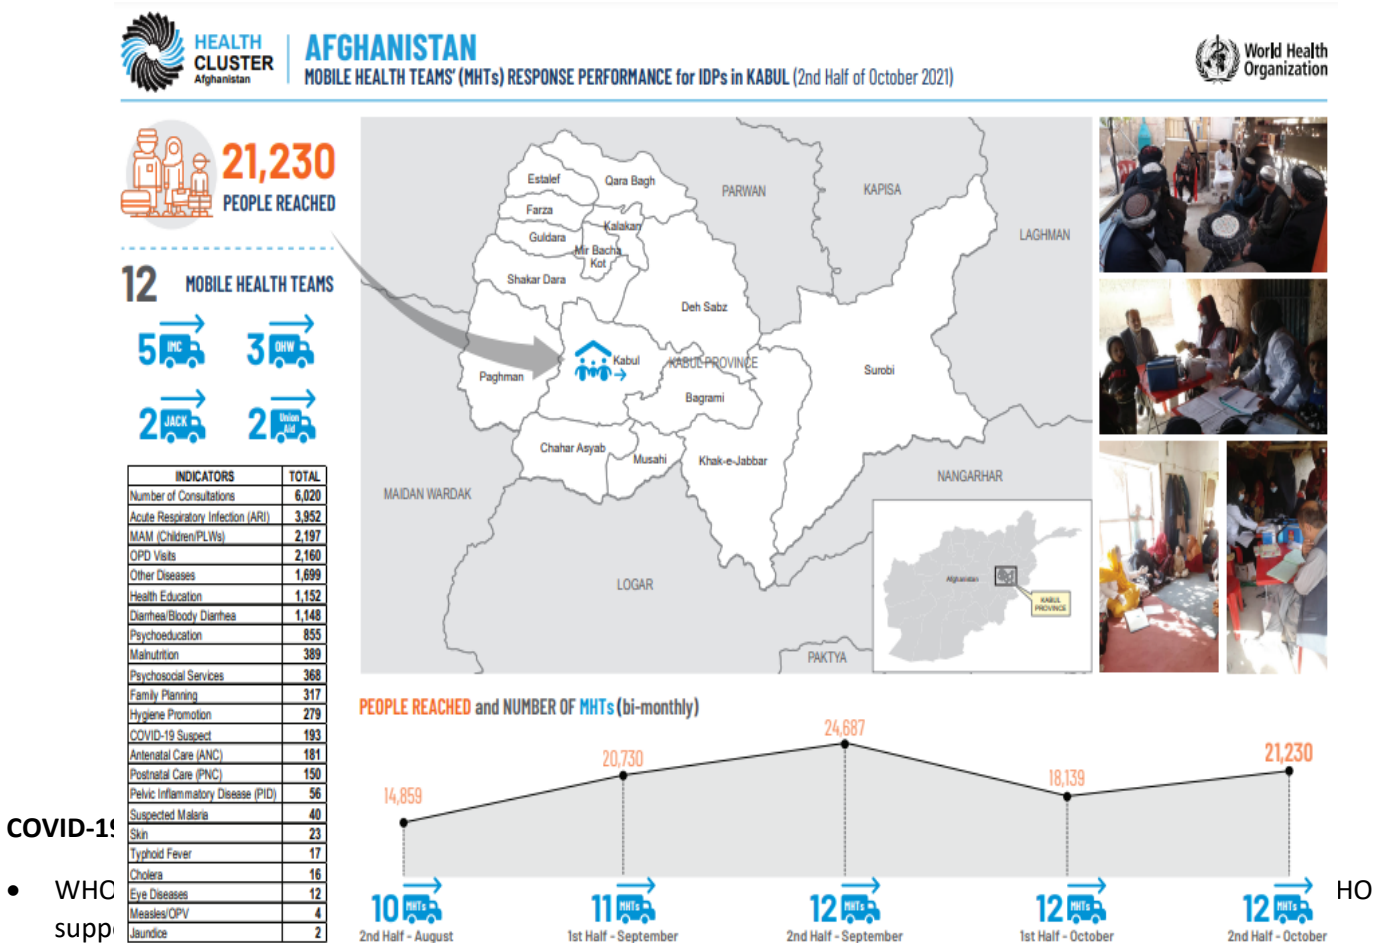 HEALTH
CLUSTER
Afghanistan
AFGHANISTAN
MOBILE HEALTH TEAMS' (MHTs) RESPONSE PERFORMANCE for IDPs in KABUL (2nd Half of October 2021)
World Health
Organization
21,230
PEOPLE REACHED
12 MOBILE HEALTH TEAMS
5 IMC 3 OHW
2 JACK 2 Union Aid
INDICATORS TOTAL
Number of Consultations 6,020
Acute Respiratory Infection (ARI) 3,952
MAM (Children/PLWs) 2,197
OPD Visits 2,160
Other Diseases 1,699
Health Education 1,152
Diarrhea/Bloody Diarrhea 1,148
Psychoeducation 855
Malnutrition 389
Psychosocial Services 368
Family Planning 317
Hygiene Promotion 279
COVID-19 Suspect 193
Antenatal Care (ANC) 181
Postnatal Care (PNC) 150
Pelvic Inflammatory Disease (PID) 56
Suspected Malaria 40
Skin 23
Typhoid Fever 17
Cholera 16
Eye Diseases 12
Measles/OPV 4
Jaundice 2
Estalef
Qara Bagh
PARWAN
KAPISA
Farza
Kalakan
LAGHMAN
Guldara
Mir Bacha
Kot
Shakar Dara
Deh Sabz
Kabul
KABUL PROVINCE
Paghman
Surobi
Bagrami
Chahar Asyab
Musahi
Khak-e-Jabbar
NANGARHAR
MAIDAN WARDAK
LOGAR
Afghanistan
KABUL
PROVINCE
PAKTYA
PEOPLE REACHED and NUMBER OF MHTs (bi-monthly)
14,859
20,730
24,687
18,139
21,230
10 MHTs 11 MHTs 12 MHTs 12 MHTs 12 MHTs
2nd Half - August 1st Half - September 2nd Half - September 1st Half - October 2nd Half - October
COVID-19
• WHO
HO
supp